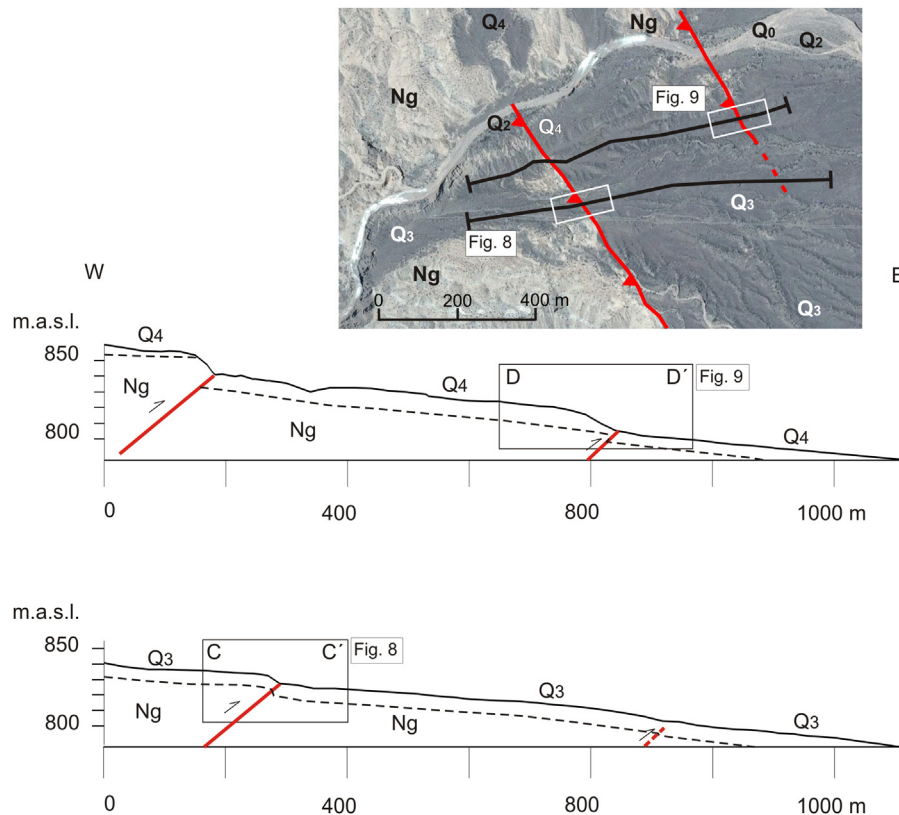 Q4
Ng
Q0
Q2
Ng
Fig. 9
Q2
Q4
Q3
Q3
Fig. 8
Ng
Q3
0 200 400 m
W
E
m.a.s.l.
Q4
850
Ng
Q4
D D´
Fig. 9
Ng
800
Q4
0 400 800 1000 m
m.a.s.l.
850
Q3
C C´
Fig. 8
Q3
Ng
Ng
Q3
800
0 400 800 1000 m